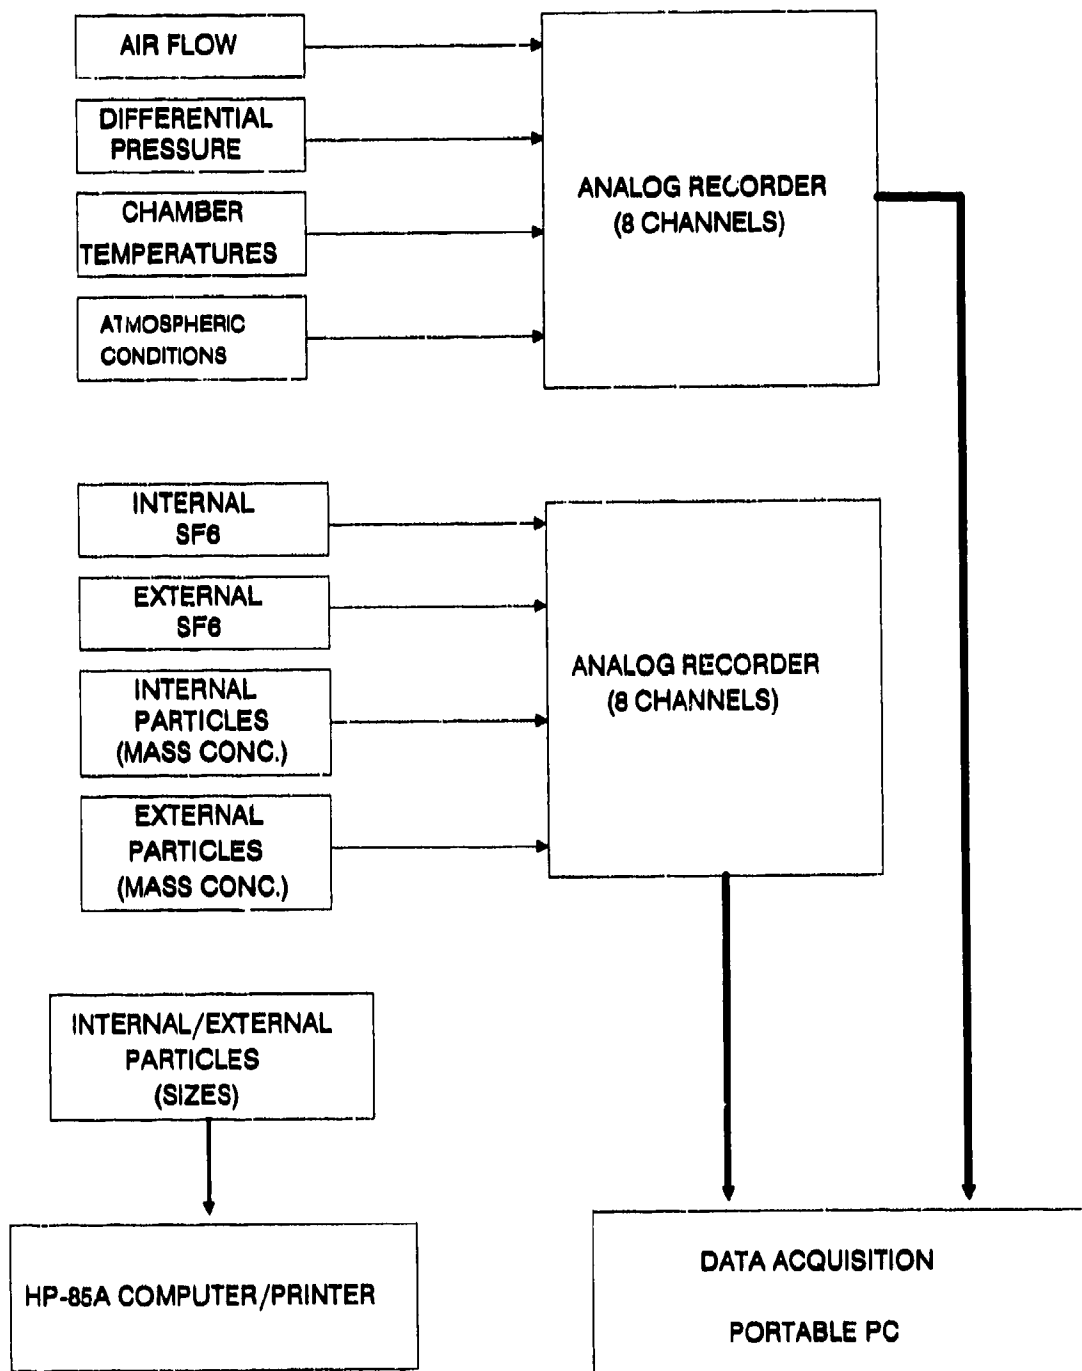 AIR FLOW
DIFFERENTIAL
PRESSURE
CHAMBER
TEMPERATURES
ATMOSPHERIC
CONDITIONS
ANALOG RECORDER
(8 CHANNELS)
INTERNAL
SF6
EXTERNAL
SF6
INTERNAL
PARTICLES
(MASS CONC.)
EXTERNAL
PARTICLES
(MASS CONC.)
ANALOG RECORDER
(8 CHANNELS)
INTERNAL/EXTERNAL
PARTICLES
(SIZES)
HP-85A COMPUTER/PRINTER
DATA ACQUISITION
PORTABLE PC